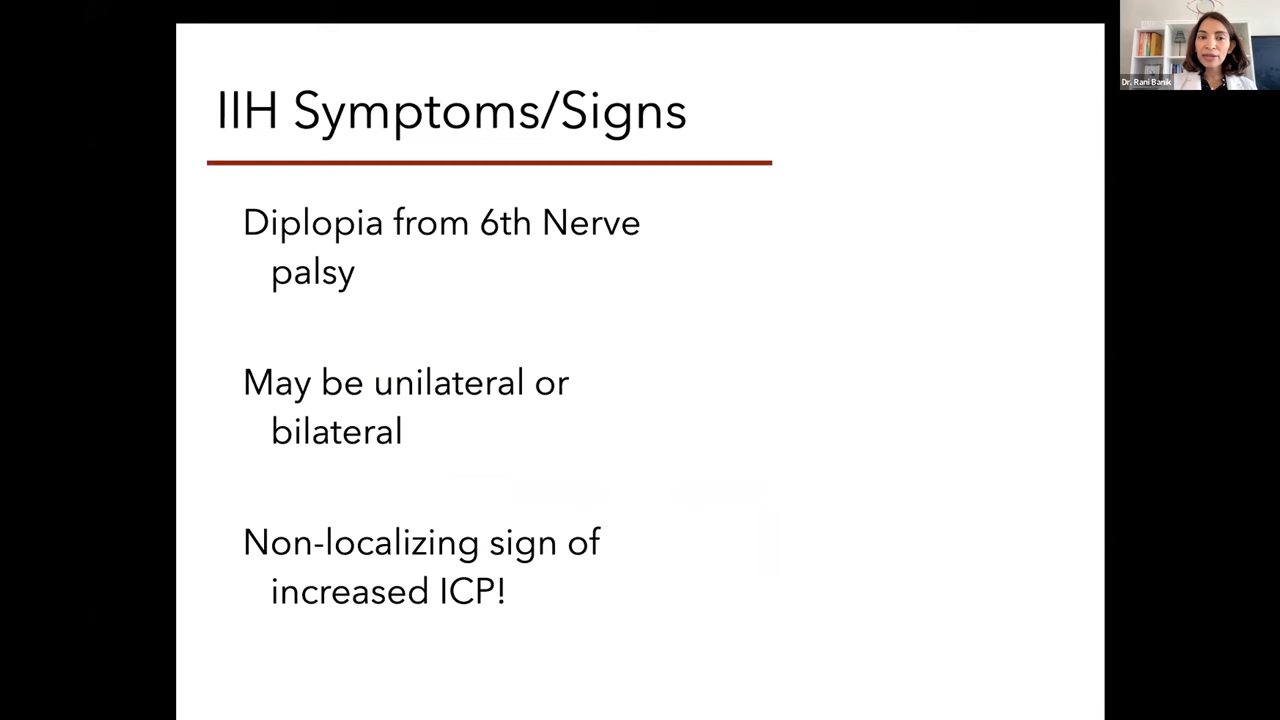 IIH Symptoms/Signs
Diplopia from 6th Nerve
palsy
May be unilateral or
bilateral
Non-localizing sign of
increased ICP!
Dr. Rani Banik